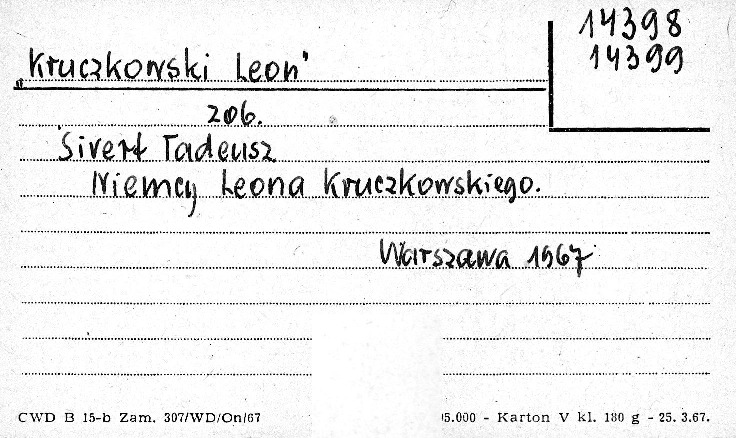 14398
14399
„Kruczkowski Leon"
206.
Sivert Tadeusz
Niemcy Leona Kruczkowskiego.
Warszawa 1967
CWD B 15-b Zam. 307/WD/On/67
5.000 - Karton V kl. 180 g - 25. 3.67.